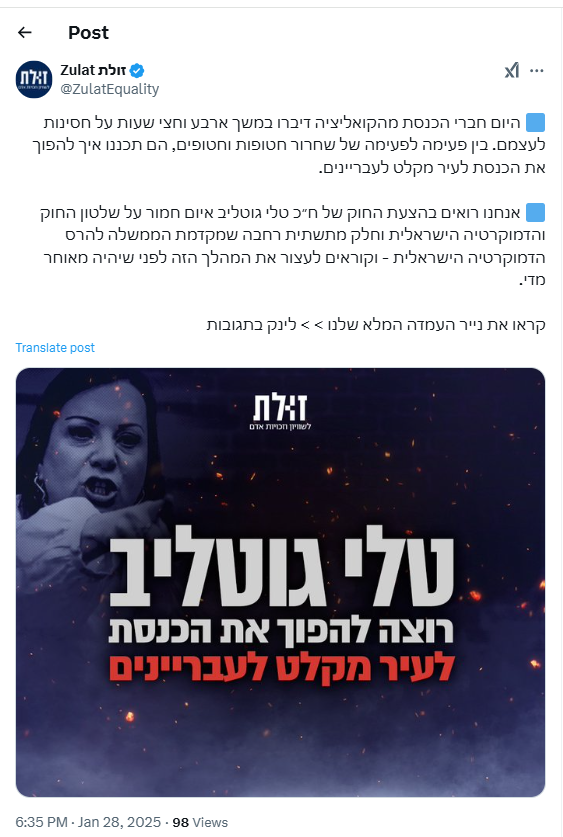 Post
Zulat זולת
@ZulatEquality
היום חברי הכנסת מהקואליציה דיברו במשך ארבע וחצי שעות על חסינות
לעצמם. בין פעימה לפעימה של שחרור חטופות וחטופים, הם תכננו איך להפוך
את הכנסת לעיר מקלט לעבריינים.
אנחנו רואים בהצעת החוק של ח״כ טלי גוטליב איום חמור על שלטון החוק
והדמוקרטיה הישראלית וחלק מתשתית רחבה שמקדמת הממשלה להרס
הדמוקרטיה הישראלית - וקוראים לעצור את המהלך הזה לפני שיהיה מאוחר
מדי.
קראו את נייר העמדה המלא שלנו >> לינק בתגובות
Translate post
זולת
לשוויון וזכויות אדם
טלי גוטליב
רוצה להפוך את הכנסת
לעיר מקלט לעבריינים
6:35 PM · Jan 28, 2025 · 98 Views